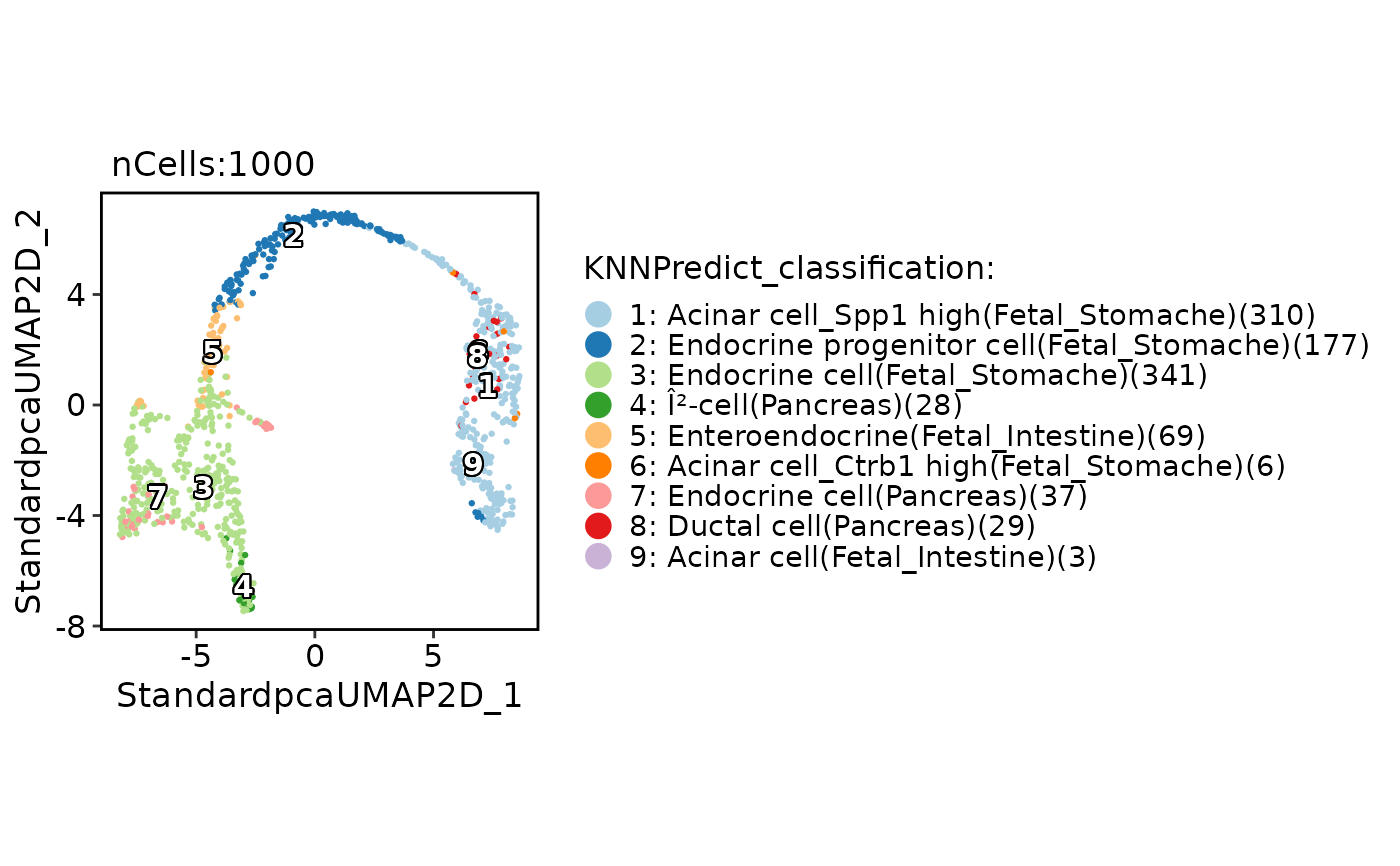 nCells:1000
StandardpcaUMAP2D_2
4
0
-4
-8
2
5
8
1
9
7
3
4
-5
0
5
StandardpcaUMAP2D_1
KNNPredict_classification:
1: Acinar cell_Spp1 high(Fetal_Stomache)(310)
2: Endocrine progenitor cell(Fetal_Stomache)(177)
3: Endocrine cell(Fetal_Stomache)(341)
4: Î²-cell(Pancreas)(28)
5: Enteroendocrine(Fetal_Intestine)(69)
6: Acinar cell_Ctrb1 high(Fetal_Stomache)(6)
7: Endocrine cell(Pancreas)(37)
8: Ductal cell(Pancreas)(29)
9: Acinar cell(Fetal_Intestine)(3)